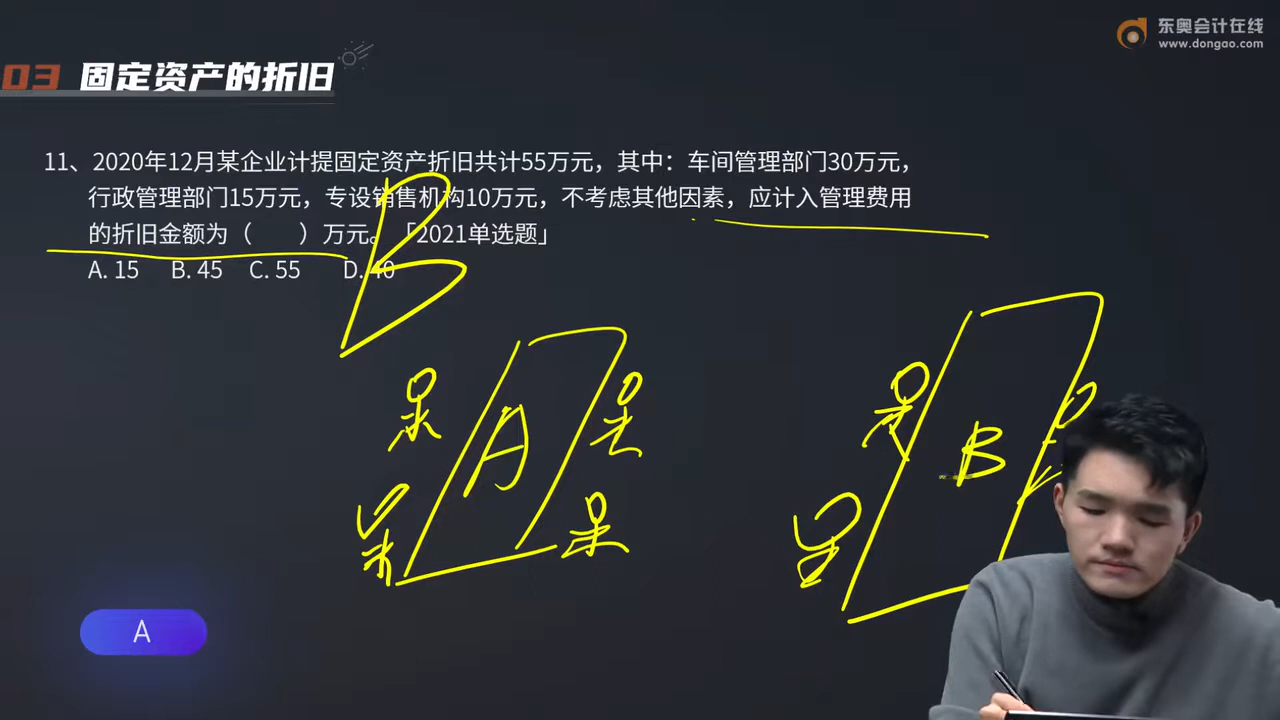 东奥会计在线
www.dongao.com
03 固定资产的折旧
11、2020年12月某企业计提固定资产折旧共计55万元，其中：车间管理部门30万元，
行政管理部门15万元，专设销售机构10万元，不考虑其他因素，应计入管理费用
的折旧金额为（　　）万元。「2021单选题」
A. 15 B. 45 C. 55 D. 40
B
A
B
A